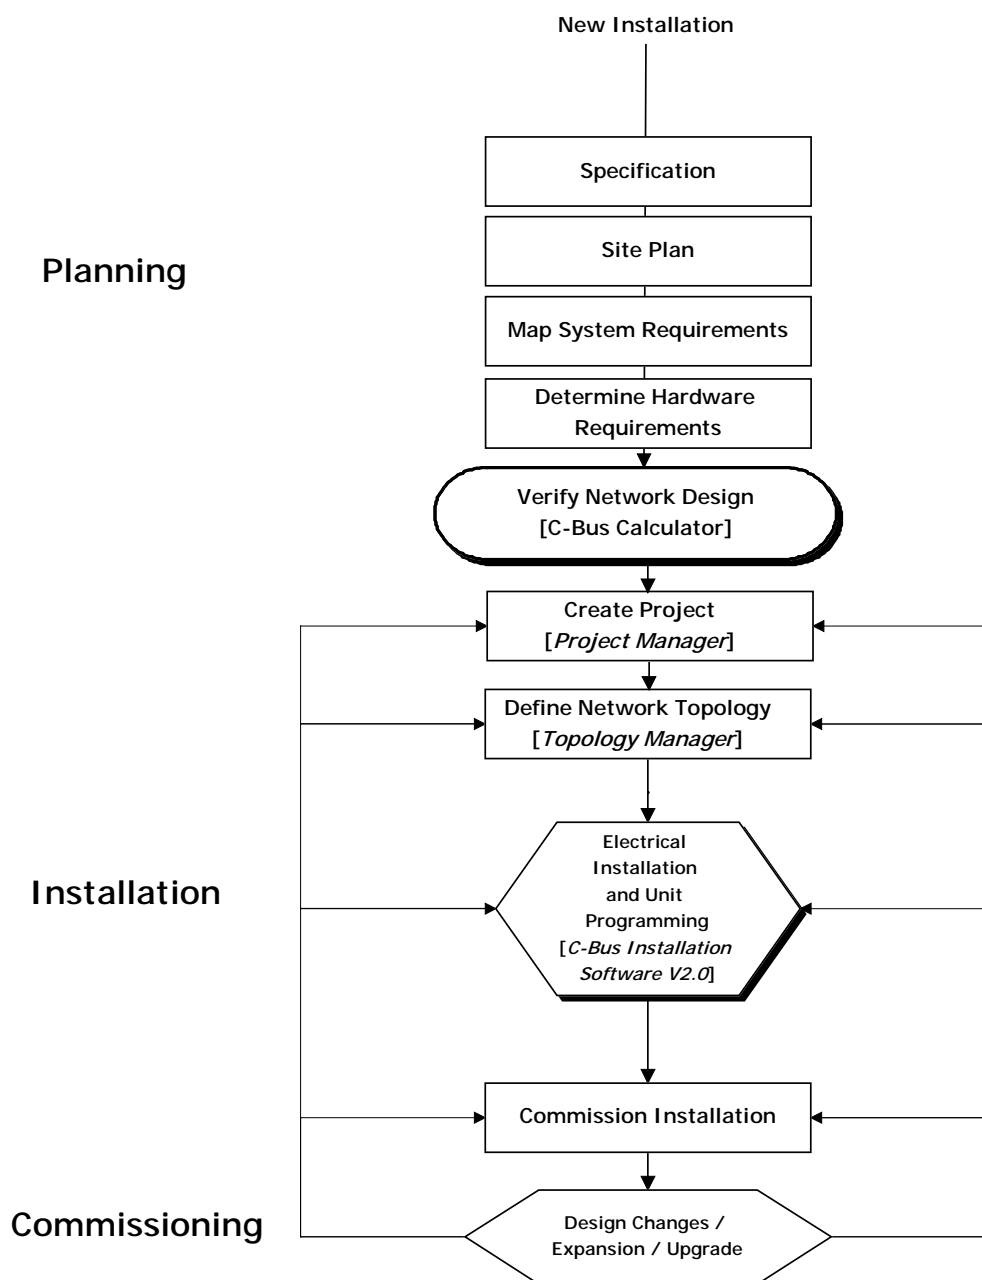 New Installation
Specification
Site Plan
Planning
Map System Requirements
Determine Hardware
Requirements
Verify Network Design
[C-Bus Calculator]
Create Project
[Project Manager]
Define Network Topology
[Topology Manager]
Electrical
Installation
and Unit
Programming
[C-Bus Installation
Software V2.0]
Installation
Commission Installation
Commissioning
Design Changes /
Expansion / Upgrade